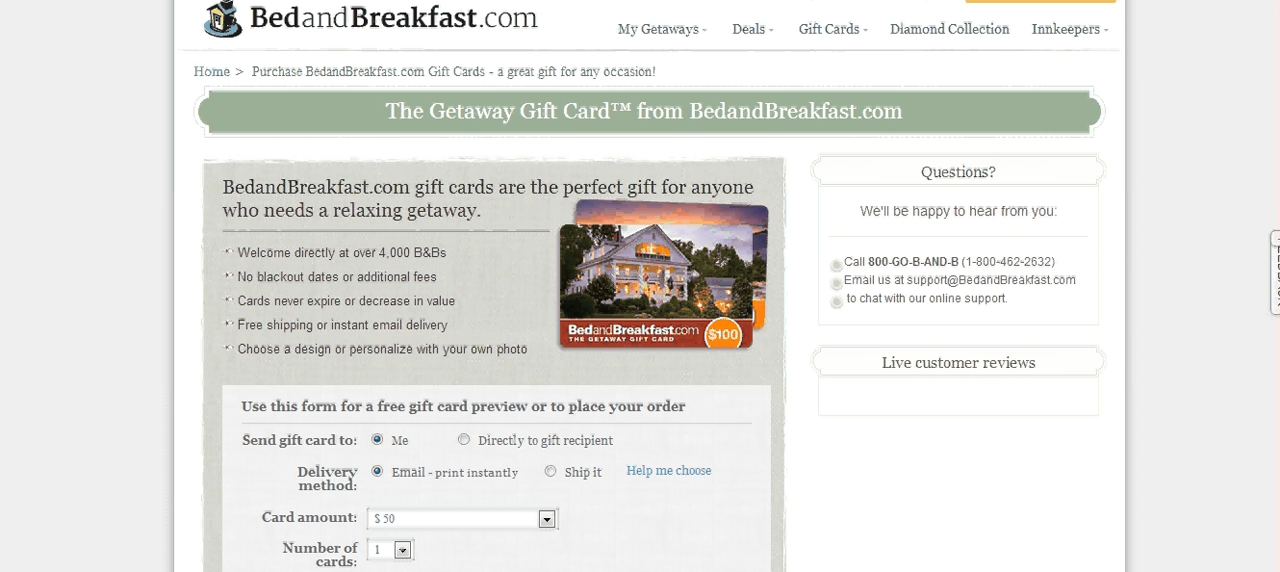 BedandBreakfast.com
My Getaways Deals Gift Cards Diamond Collection Innkeepers
Home > Purchase BedandBreakfast.com Gift Cards - a great gift for any occasion!
The Getaway Gift Card™ from BedandBreakfast.com
BedandBreakfast.com gift cards are the perfect gift for anyone
who needs a relaxing getaway.
Welcome directly at over 4,000 B&Bs
No blackout dates or additional fees
Cards never expire or decrease in value
Free shipping or instant email delivery
Choose a design or personalize with your own photo
BedandBreakfast.com
THE GETAWAY GIFT CARD
$100
Use this form for a free gift card preview or to place your order
Send gift card to: Me Directly to gift recipient
Delivery method: Email - print instantly Ship it Help me choose
Card amount: $ 50
Number of cards: 1
Questions?
We'll be happy to hear from you:
Call 800-GO-B-AND-B (1-800-462-2632)
Email us at support@BedandBreakfast.com
to chat with our online support.
Live customer reviews